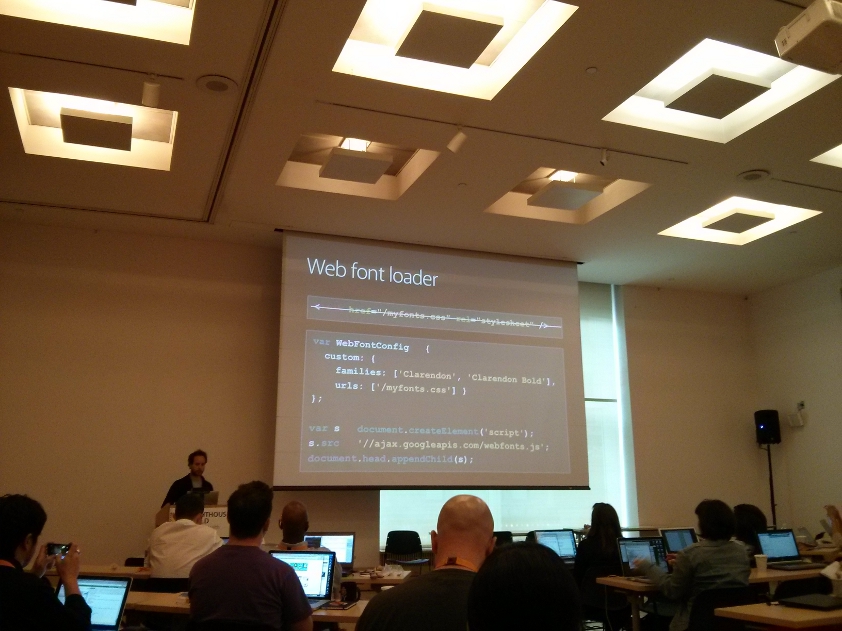 Web font loader
href="/myfonts.css" rel="stylesheet" />
var WebFontConfig {
custom: {
families: ['Clarendon', 'Clarendon Bold'],
urls: ['/myfonts.css'] }
};
var s document.createElement('script');
s.src '//ajax.googleapis.com/webfonts.js';
document.head.appendChild(s);